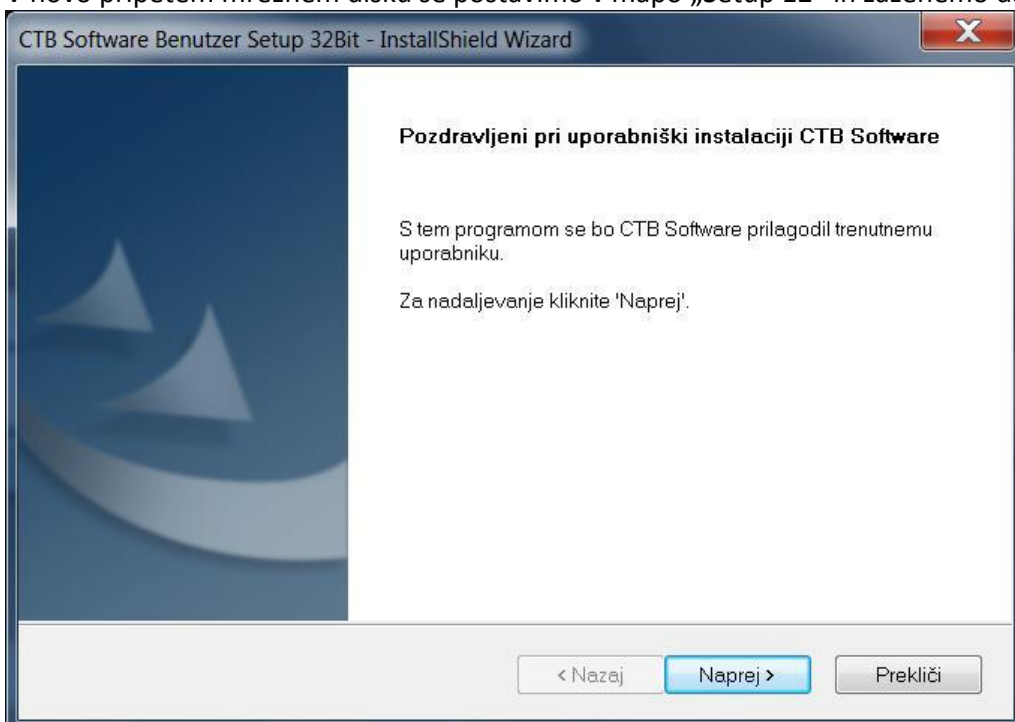 CTB Software Benutzer Setup 32Bit - InstallShield Wizard
Pozdravljeni pri uporabniški instalaciji CTB Software
S tem programom se bo CTB Software prilagodil trenutnemu
uporabniku.
Za nadaljevanje kliknite 'Naprej'.
< Nazaj Naprej > Prekliči